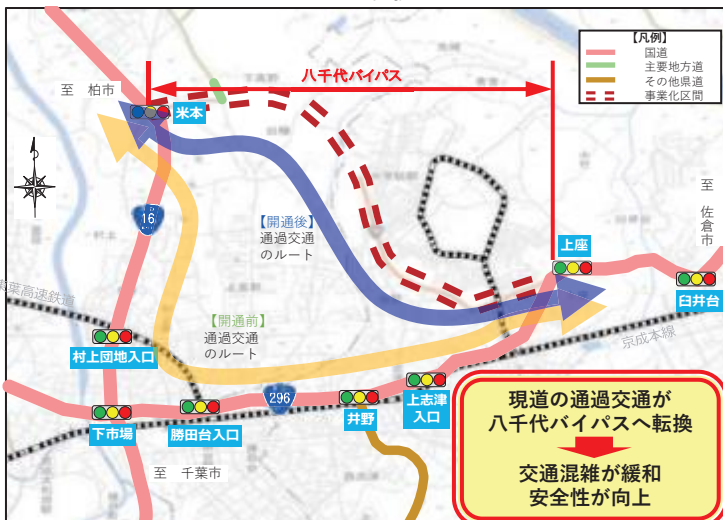 【凡例】
国道
主要地方道
その他県道
事業化区間
八千代バイパス
至 柏市
米本
16
【開通後】
通過交通
のルート
至 佐倉市
上座
臼井台
葉高速鉄道
【開通前】
通過交通
のルート
京成本線
村上団地入口
296
井野
上志津
入口
下市場
勝田台入口
至 千葉市
現道の通過交通が
八千代バイパスへ転換
交通混雑が緩和
安全性が向上